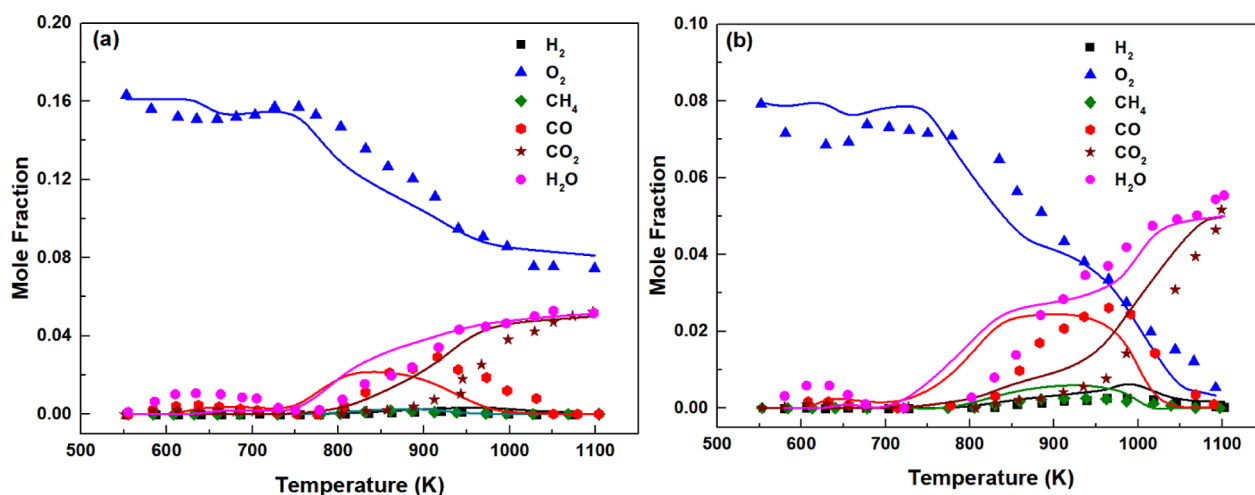 (a)
H₂
O₂
CH₄
CO
CO₂
H₂O
0.20
0.16
0.12
0.08
0.04
0.00
Mole Fraction
500 600 700 800 900 1000 1100
Temperature (K)
(b)
H₂
O₂
CH₄
CO
CO₂
H₂O
0.10
0.08
0.06
0.04
0.02
0.00
Mole Fraction
500 600 700 800 900 1000 1100
Temperature (K)